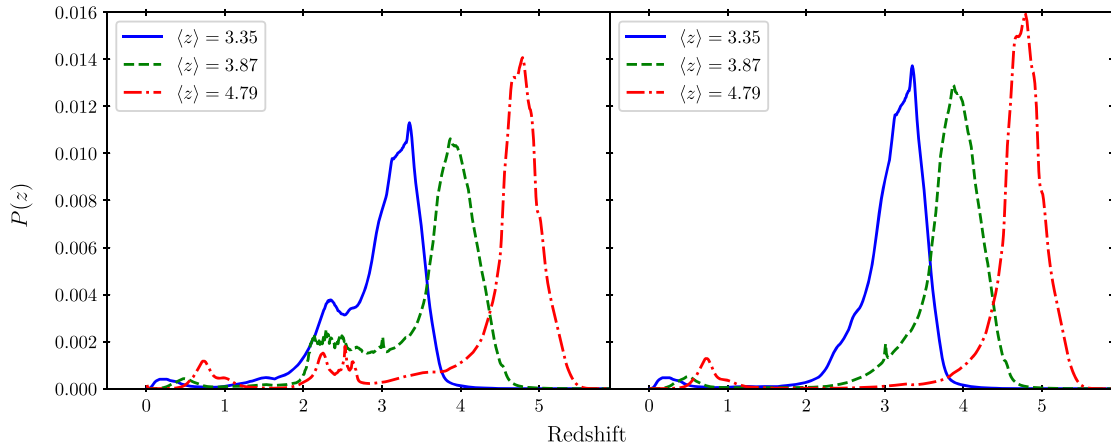 0.016
0.014
0.012
0.010
0.008
0.006
0.004
0.002
0.000
P(z)
⟨z⟩ = 3.35
⟨z⟩ = 3.87
⟨z⟩ = 4.79
0 1 2 3 4 5
⟨z⟩ = 3.35
⟨z⟩ = 3.87
⟨z⟩ = 4.79
0 1 2 3 4 5
Redshift